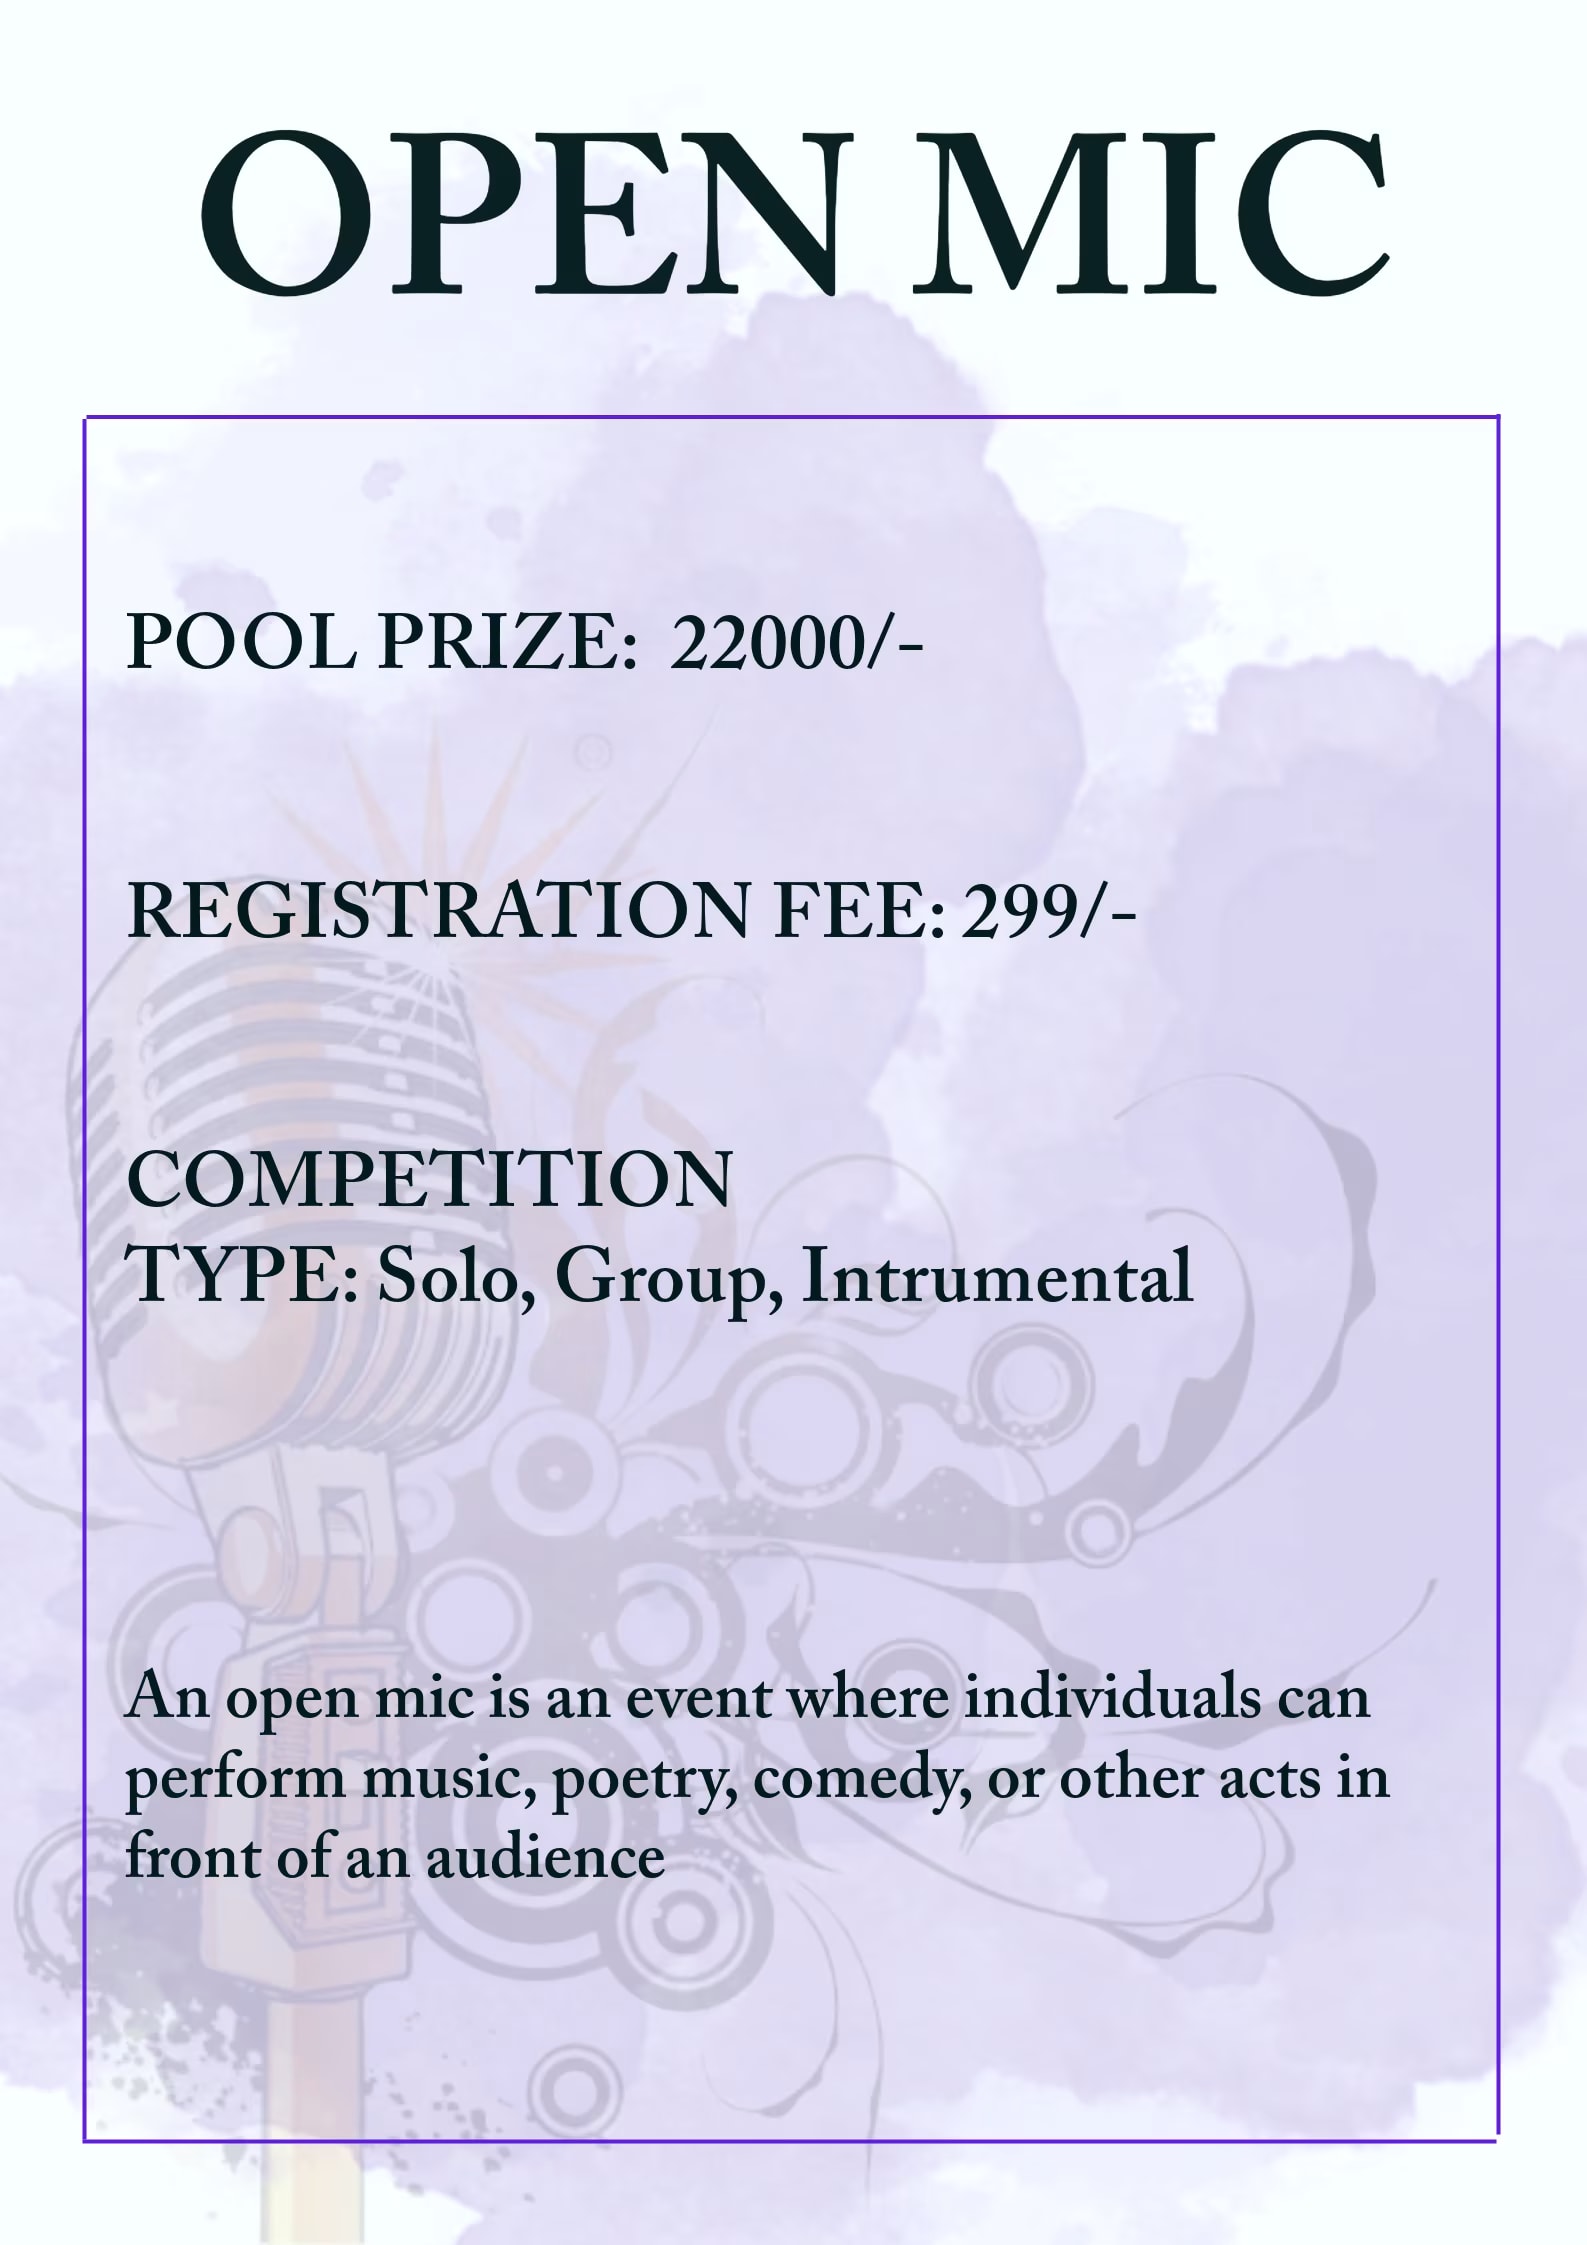 OPEN MIC
POOL PRIZE: 22000/-
REGISTRATION FEE: 299/-
COMPETITION
TYPE: Solo, Group, Intrumental
An open mic is an event where individuals can
perform music, poetry, comedy, or other acts in
front of an audience